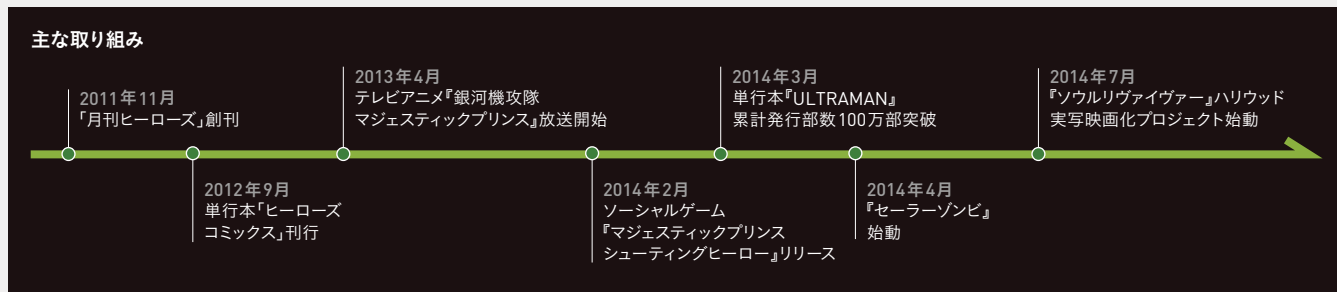 主な取り組み
2011年11月
「月刊ヒーローズ」創刊
2012年9月
単行本「ヒーローズ
コミックス」刊行
2013年4月
テレビアニメ『銀河機攻隊
マジェスティックプリンス』放送開始
2014年2月
ソーシャルゲーム
『マジェスティックプリンス
シューティングヒーロー』リリース
2014年3月
単行本『ULTRAMAN』
累計発行部数100万部突破
2014年4月
『セーラーゾンビ』
始動
2014年7月
『ソウルリヴァイヴァー』ハリウッド
実写映画化プロジェクト始動